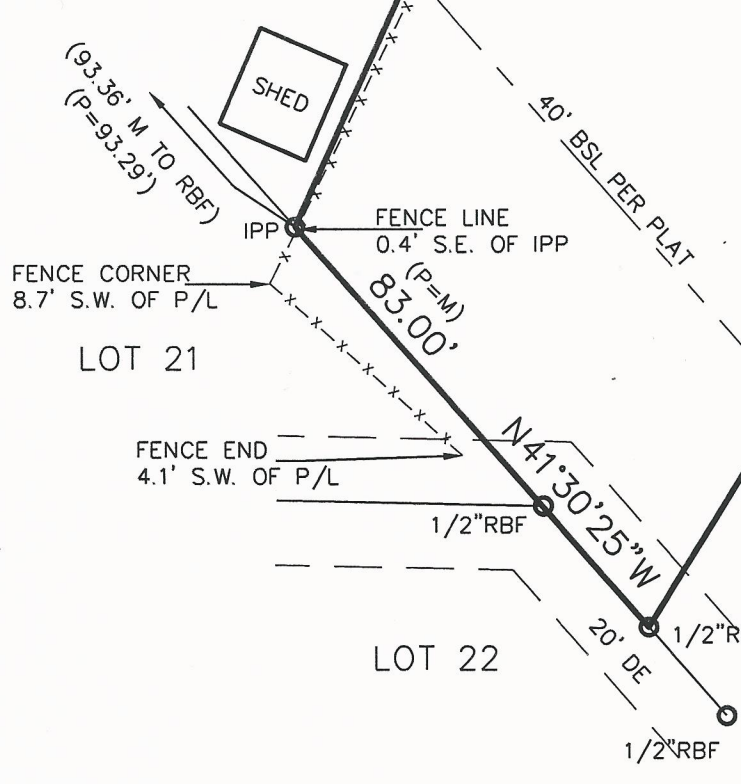 (93.36' M TO RBF)
(P=93.29')
SHED
40' BSL PER PLAT
IPP
FENCE LINE
0.4' S.E. OF IPP
FENCE CORNER
8.7' S.W. OF P/L
(P=M)
83.00'
LOT 21
FENCE END
4.1' S.W. OF P/L
N41°30'25"W
1/2"RBF
1/2"R
20' DE
LOT 22
1/2"RBF